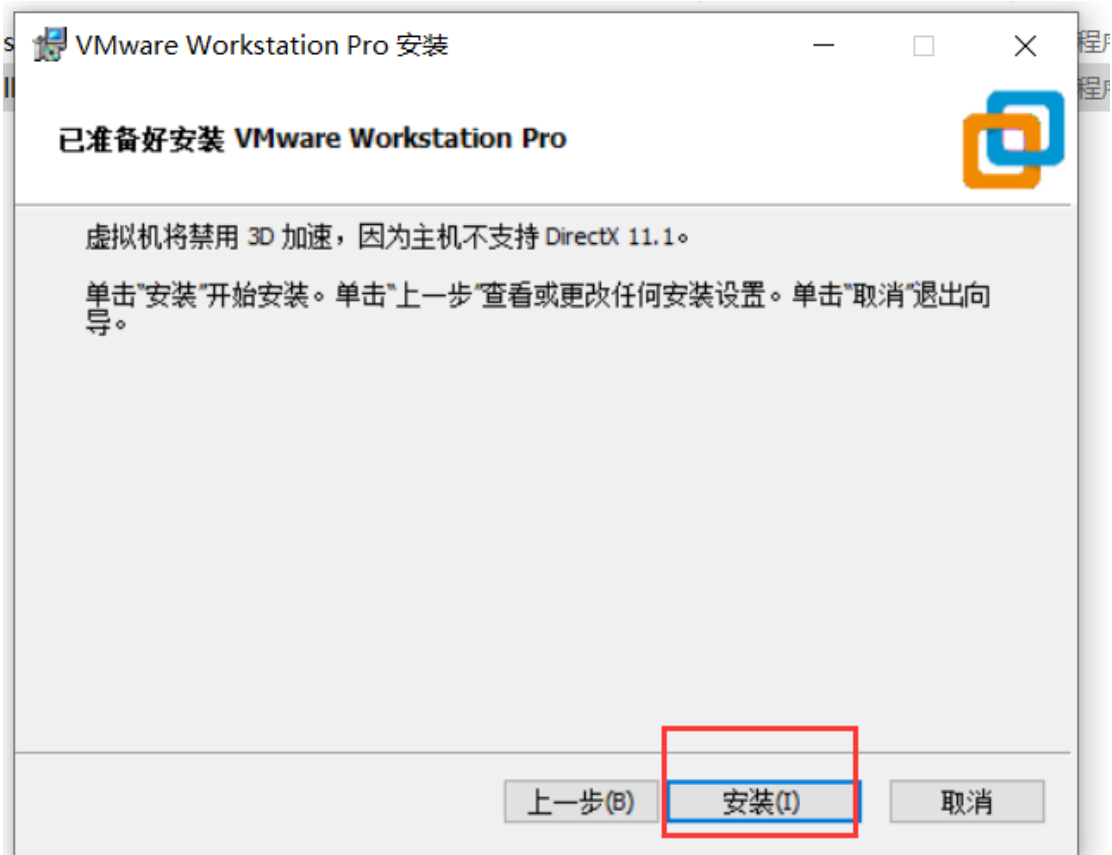 VMware Workstation Pro 安装
程
程
已准备好安装 VMware Workstation Pro
虚拟机将禁用 3D 加速，因为主机不支持 DirectX 11.1。
单击"安装"开始安装。单击"上一步"查看或更改任何安装设置。单击"取消"退出向
导。
上一步(B) 安装(I) 取消